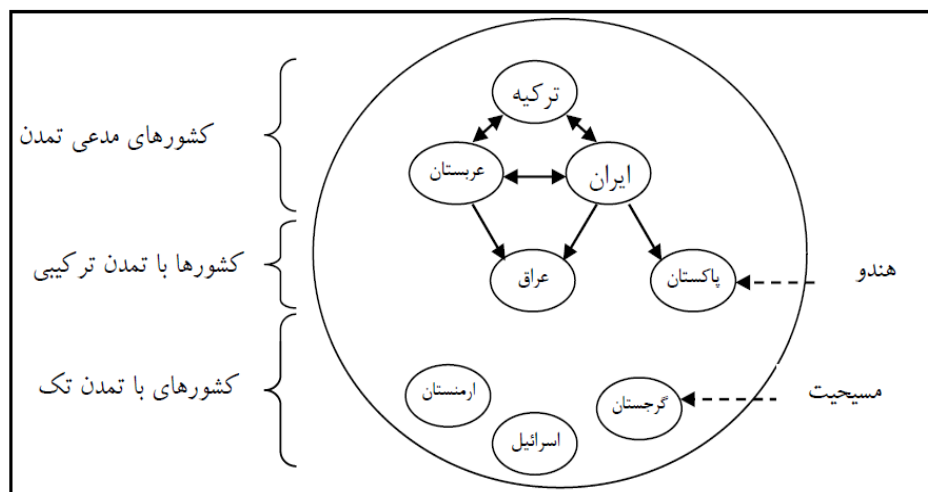 ترکیه
کشورهای مدعی تمدن
عربستان
ایران
کشورها با تمدن ترکیبی
عراق
پاکستان
هندو
کشورهای با تمدن تک
ارمنستان
گرجستان
مسیحیت
اسرائیل